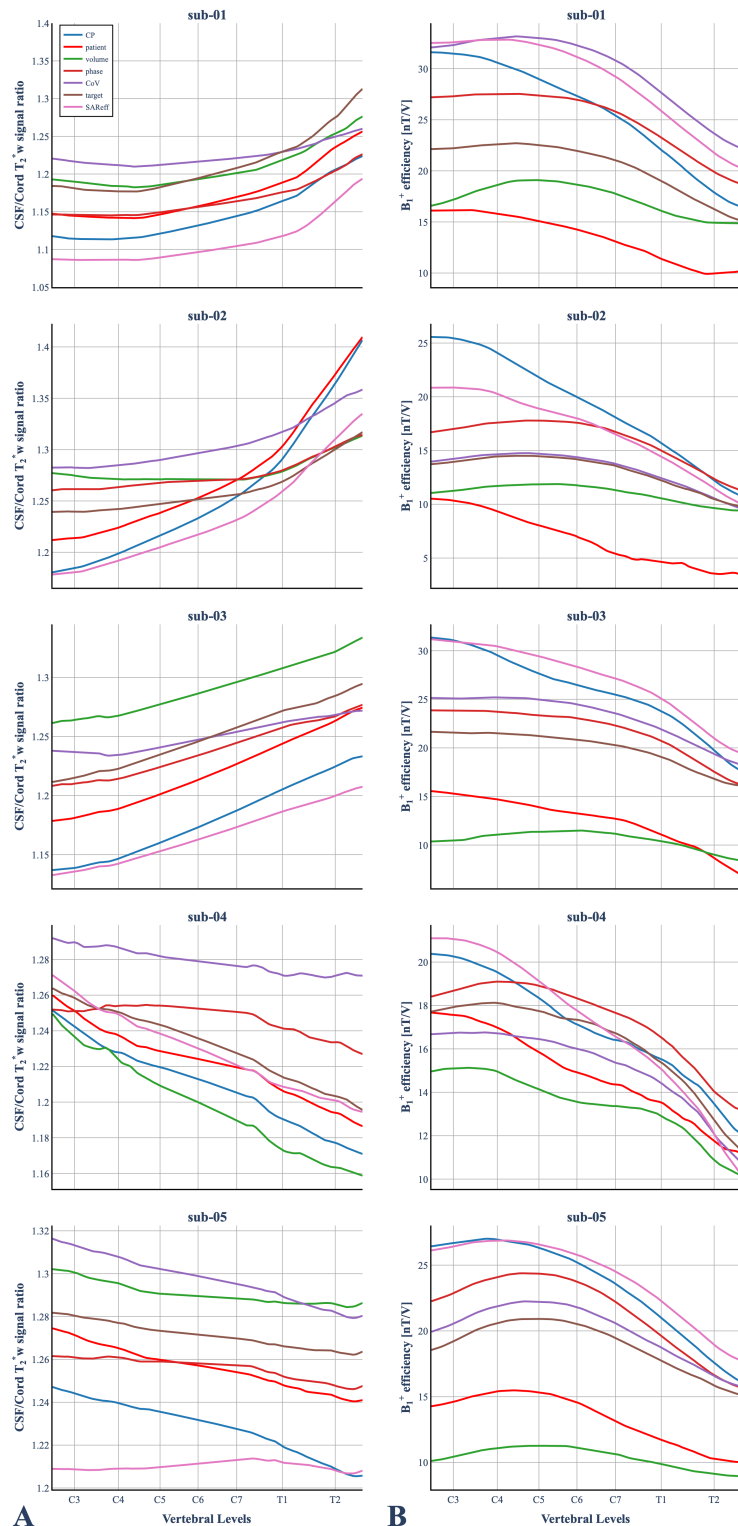 sub-01
CSF/Cord T2*w signal ratio
1.4
1.3
1.25
1.2
1.15
1.1
1.05
CP
patient
volume
phase
CoV
target
SAReff
sub-01
B1+ efficiency [nT/V]
30
25
20
15
10
sub-02
CSF/Cord T2*w signal ratio
1.4
1.3
1.25
1.2
sub-02
B1+ efficiency [nT/V]
25
20
15
10
5
sub-03
CSF/Cord T2*w signal ratio
1.3
1.25
1.2
1.15
sub-03
B1+ efficiency [nT/V]
30
25
20
15
10
sub-04
CSF/Cord T2*w signal ratio
1.28
1.26
1.24
1.22
1.2
1.18
1.16
sub-04
B1+ efficiency [nT/V]
20
18
16
14
12
10
sub-05
CSF/Cord T2*w signal ratio
1.32
1.3
1.28
1.26
1.24
1.22
1.2
C3 C4 C5 C6 C7 T1 T2
A Vertebral Levels
sub-05
B1+ efficiency [nT/V]
25
20
15
10
C3 C4 C5 C6 C7 T1 T2
B Vertebral Levels